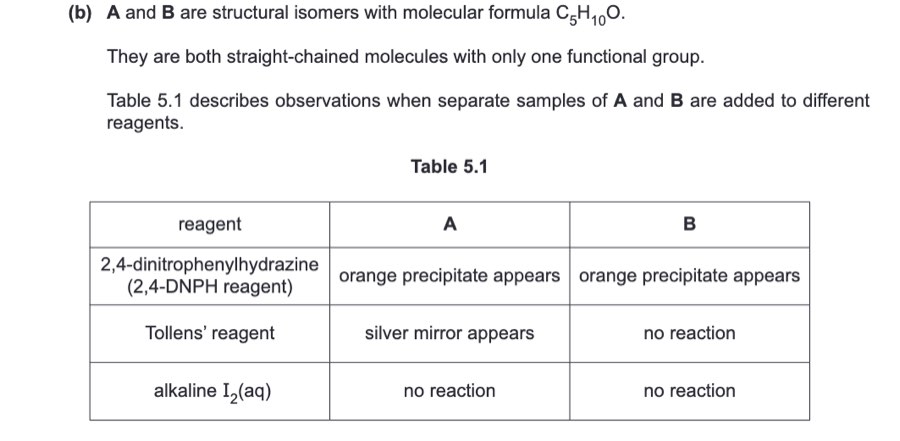 (b) A and B are structural isomers with molecular formula C₅H₁₀O.
They are both straight-chained molecules with only one functional group.
Table 5.1 describes observations when separate samples of A and B are added to different
reagents.
Table 5.1
reagent A B
2,4-dinitrophenylhydrazine
(2,4-DNPH reagent) orange precipitate appears orange precipitate appears
Tollens’ reagent silver mirror appears no reaction
alkaline I₂(aq) no reaction no reaction